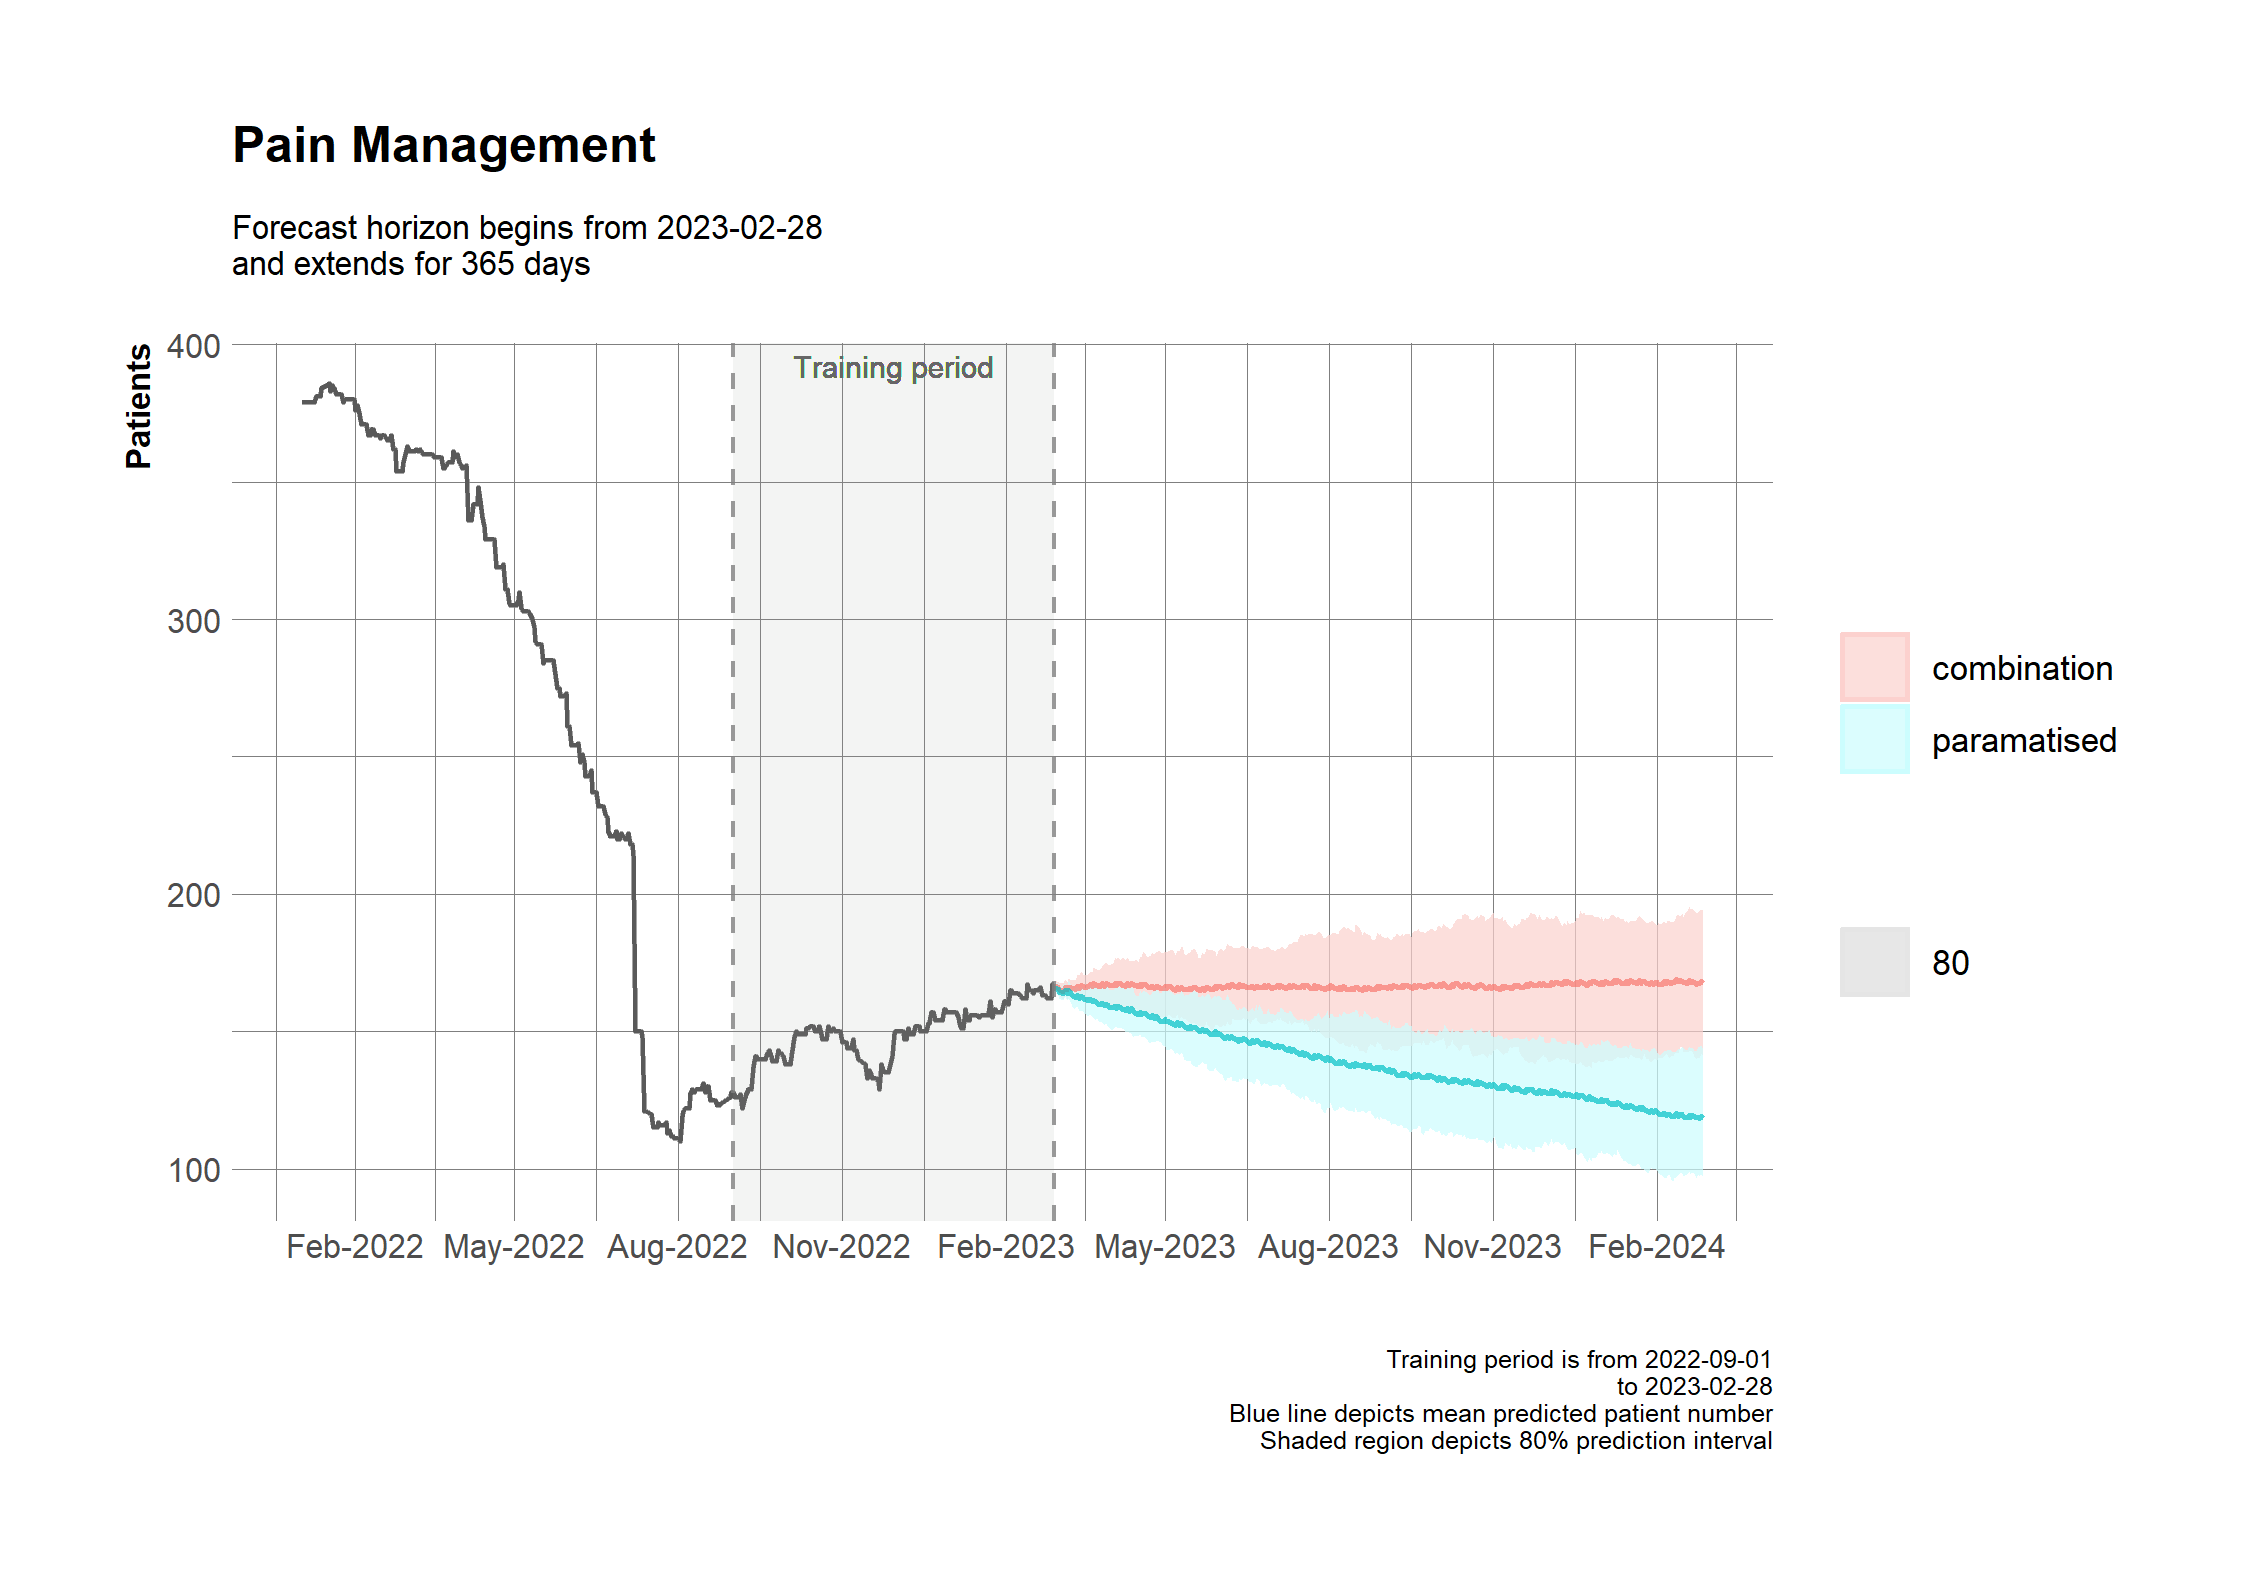 Pain Management
Forecast horizon begins from 2023-02-28
and extends for 365 days
Patients
400
300
200
100
Training period
Feb-2022
May-2022
Aug-2022
Nov-2022
Feb-2023
May-2023
Aug-2023
Nov-2023
Feb-2024
combination
paramatised
80
Training period is from 2022-09-01
to 2023-02-28
Blue line depicts mean predicted patient number
Shaded region depicts 80% prediction interval